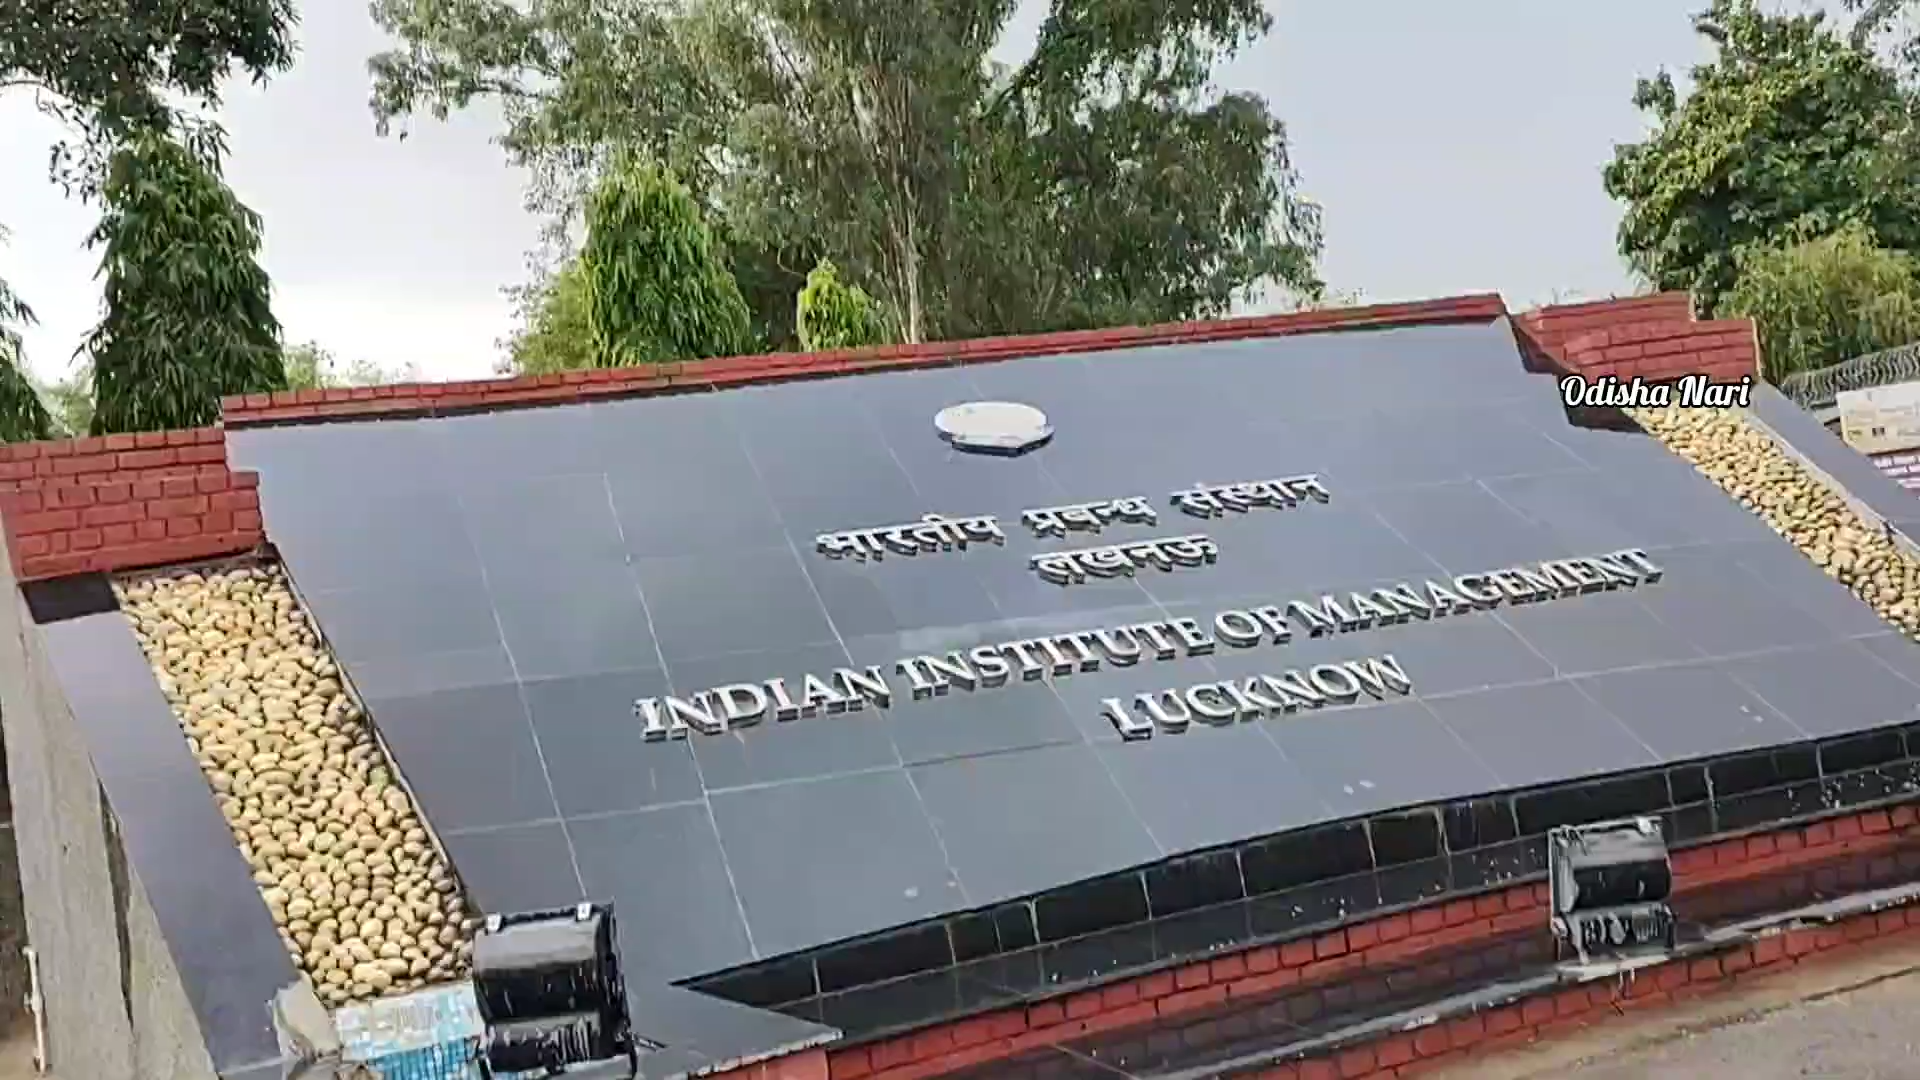 Odisha Nari
भारतीय प्रबन्ध संस्थान
लखनऊ
INDIAN INSTITUTE OF MANAGEMENT
LUCKNOW